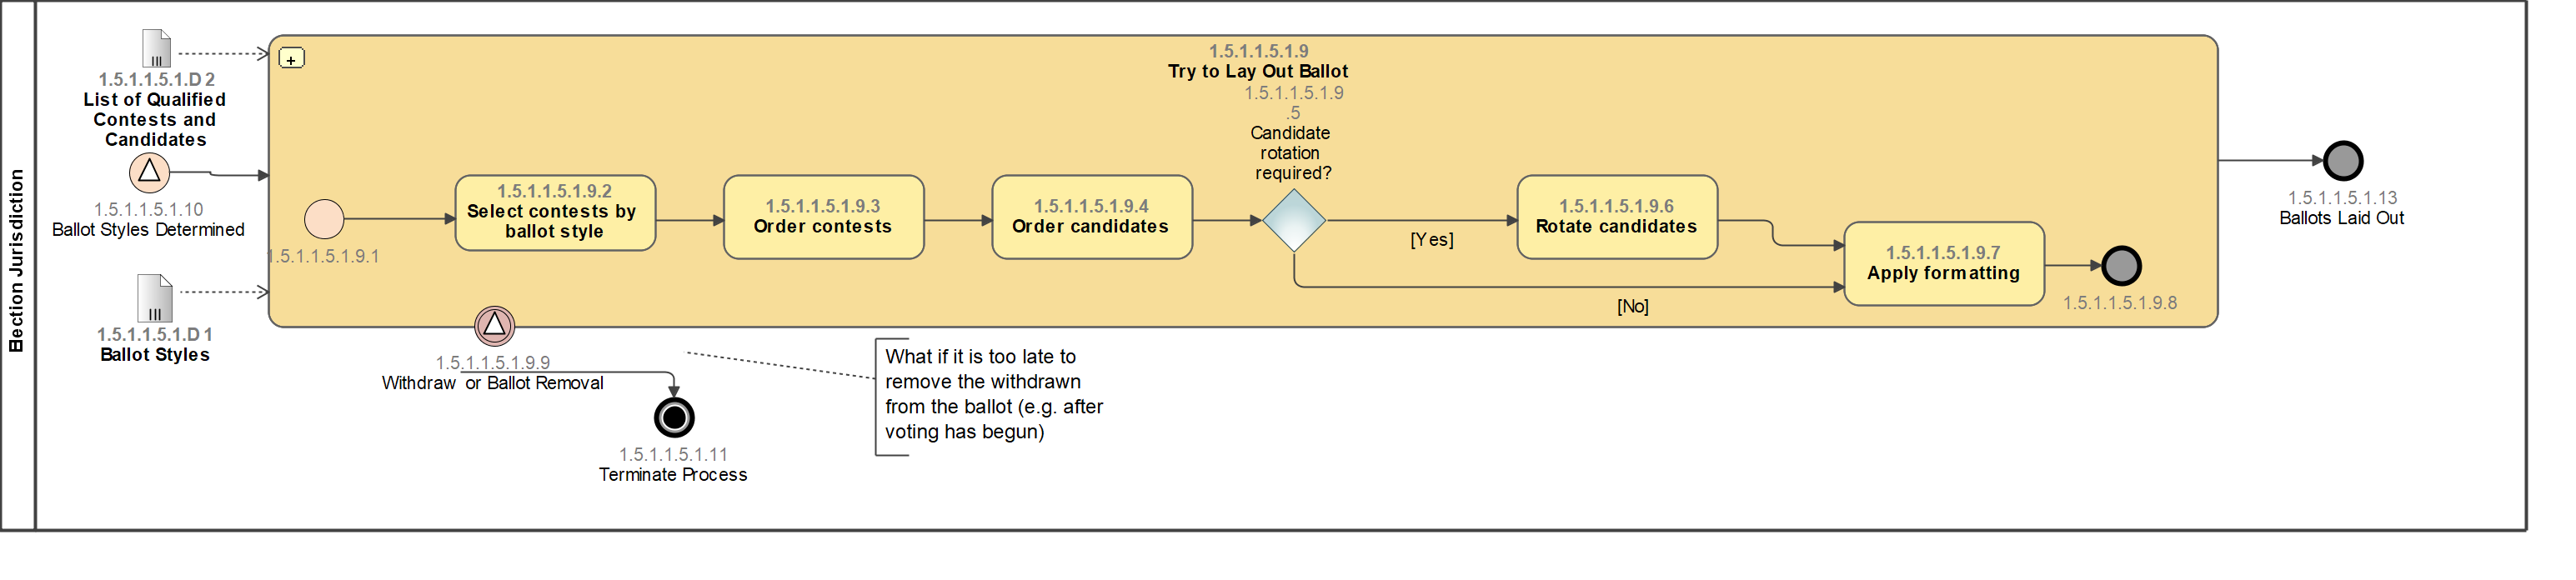 Bection Jurisdiction
1.5.1.1.5.1.D 2
List of Qualified
Contests and
Candidates
1.5.1.1.5.1.10
Ballot Styles Determined
1.5.1.1.5.1.D 1
Ballot Styles
+
1.5.1.1.5.1.9
Try to Lay Out Ballot
1.5.1.1.5.1.9.1
1.5.1.1.5.1.9.2
Select contests by
ballot style
1.5.1.1.5.1.9.3
Order contests
1.5.1.1.5.1.9.4
Order candidates
1.5.1.1.5.1.9
.5
Candidate
rotation
required?
[Yes]
[No]
1.5.1.1.5.1.9.6
Rotate candidates
1.5.1.1.5.1.9.7
Apply formatting
1.5.1.1.5.1.9.8
1.5.1.1.5.1.13
Ballots Laid Out
1.5.1.1.5.1.9.9
Withdraw or Ballot Removal
1.5.1.1.5.1.11
Terminate Process
What if it is too late to
remove the withdrawn
from the ballot (e.g. after
voting has begun)